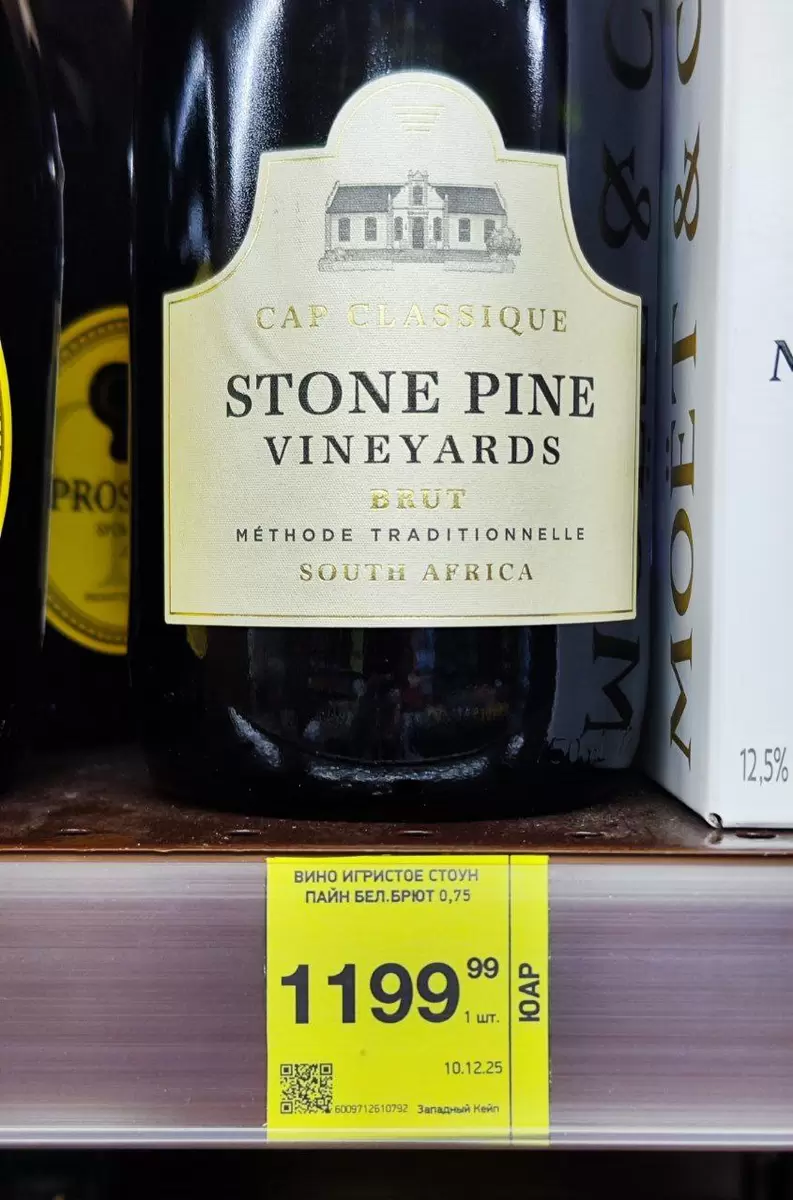 CAP CLASSIQUE
STONE PINE
VINEYARDS
BRUT
MÉTHODE TRADITIONNELLE
SOUTH AFRICA
MOËT &
12,5%
ВИНО ИГРИСТОЕ СТОУН
ПАЙН БЕЛ.БРЮТ 0,75
1199 99
1 шт.
ЮАР
10.12.25
6009712610792 Западный Кейп